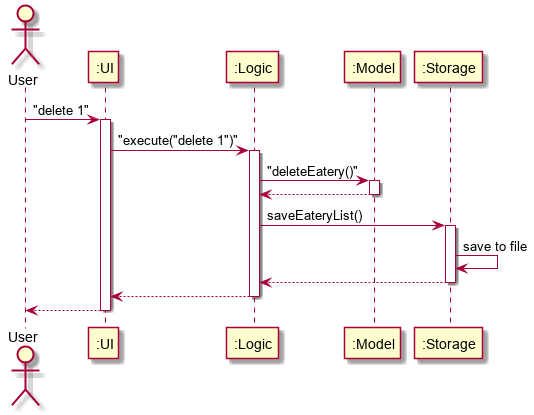 User
:UI
:Logic
:Model
:Storage
"delete 1"
"execute("delete 1")"
"deleteEatery()"
saveEateryList()
save to file
User
:UI
:Logic
:Model
:Storage